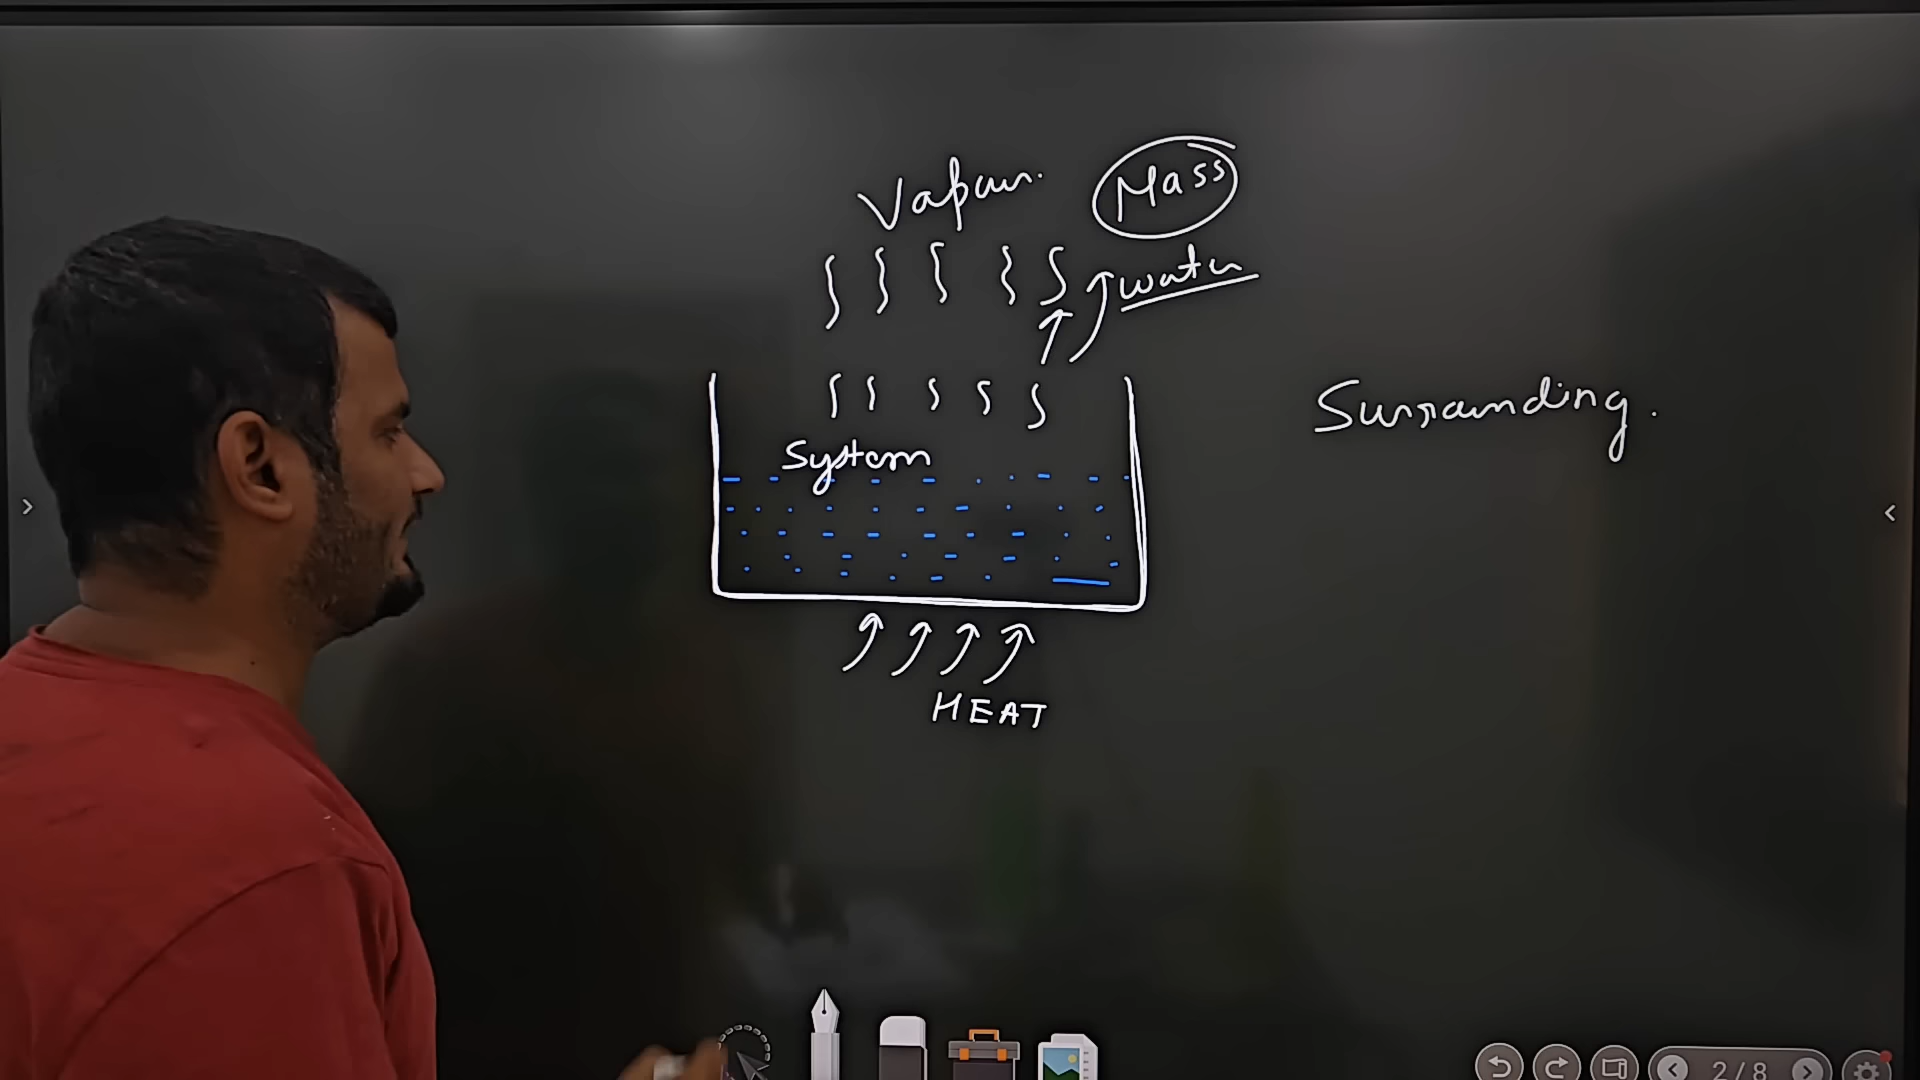 Vapour.
Mass
water
Surrounding.
System
HEAT
2/8